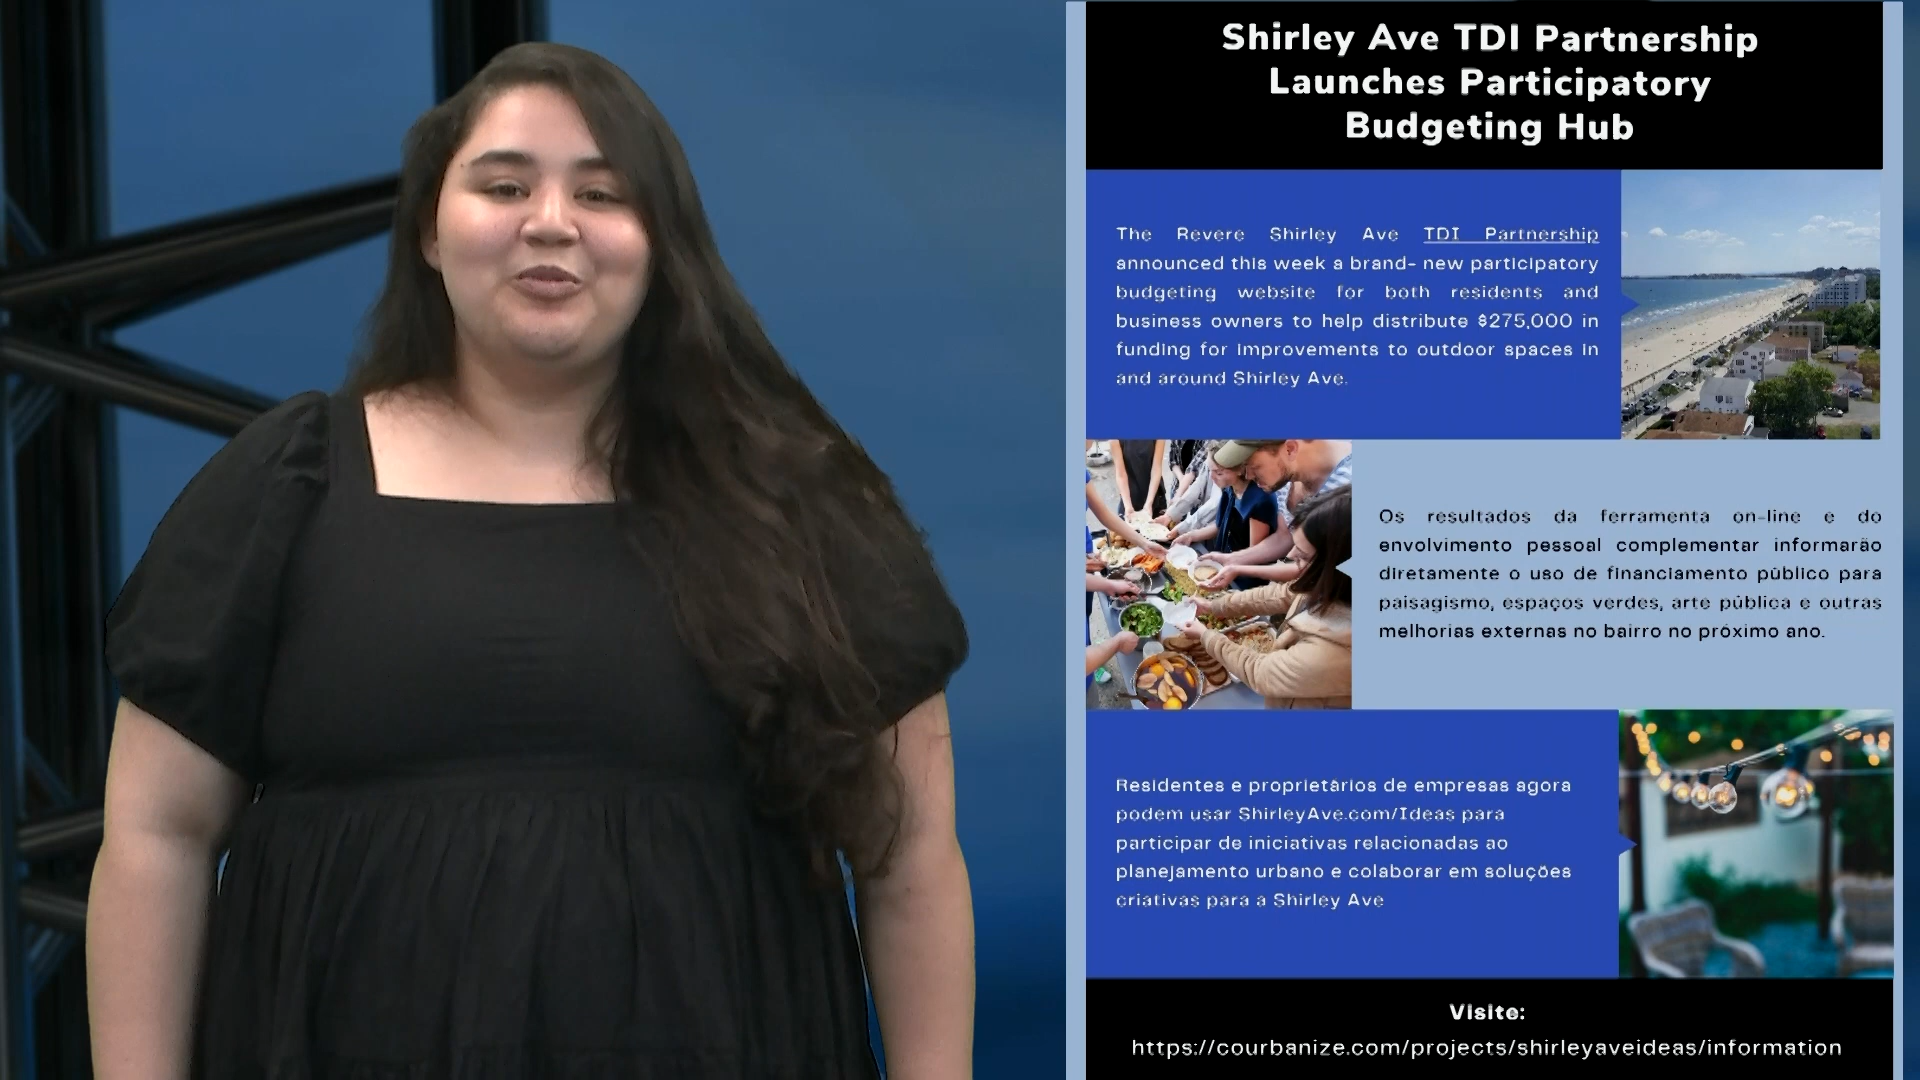 Shirley Ave TDI Partnership
Launches Participatory
Budgeting Hub
The Revere Shirley Ave TDI Partnership
announced this week a brand- new participatory
budgeting website for both residents and
business owners to help distribute $275,000 in
funding for improvements to outdoor spaces in
and around Shirley Ave.
Os resultados da ferramenta on-line e do
envolvimento pessoal complementar informarão
diretamente o uso de financiamento público para
paisagismo, espaços verdes, arte pública e outras
melhorias externas no bairro no próximo ano.
Residentes e proprietários de empresas agora
podem usar ShirleyAve.com/Ideas para
participar de iniciativas relacionadas ao
planejamento urbano e colaborar em soluções
criativas para a Shirley Ave
Visite:
https://courbanize.com/projects/shirleyaveideas/information